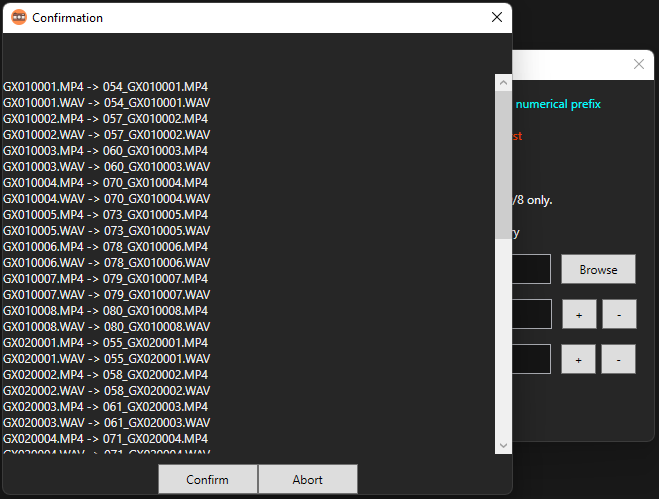 Confirmation
GX010001.MP4 -> 054_GX010001.MP4
GX010001.WAV -> 054_GX010001.WAV
GX010002.MP4 -> 057_GX010002.MP4
GX010002.WAV -> 057_GX010002.WAV
GX010003.MP4 -> 060_GX010003.MP4
GX010003.WAV -> 060_GX010003.WAV
GX010004.MP4 -> 070_GX010004.MP4
GX010004.WAV -> 070_GX010004.WAV
GX010005.MP4 -> 073_GX010005.MP4
GX010005.WAV -> 073_GX010005.WAV
GX010006.MP4 -> 078_GX010006.MP4
GX010006.WAV -> 078_GX010006.WAV
GX010007.MP4 -> 079_GX010007.MP4
GX010007.WAV -> 079_GX010007.WAV
GX010008.MP4 -> 080_GX010008.MP4
GX010008.WAV -> 080_GX010008.WAV
GX020001.MP4 -> 055_GX020001.MP4
GX020001.WAV -> 055_GX020001.WAV
GX020002.MP4 -> 058_GX020002.MP4
GX020002.WAV -> 058_GX020002.WAV
GX020003.MP4 -> 061_GX020003.MP4
GX020003.WAV -> 061_GX020003.WAV
GX020004.MP4 -> 071_GX020004.MP4
GX020004.WAV -> 071_GX020004.WAV
Confirm
Abort
numerical prefix
/8 only.
Browse
+ -
+ -